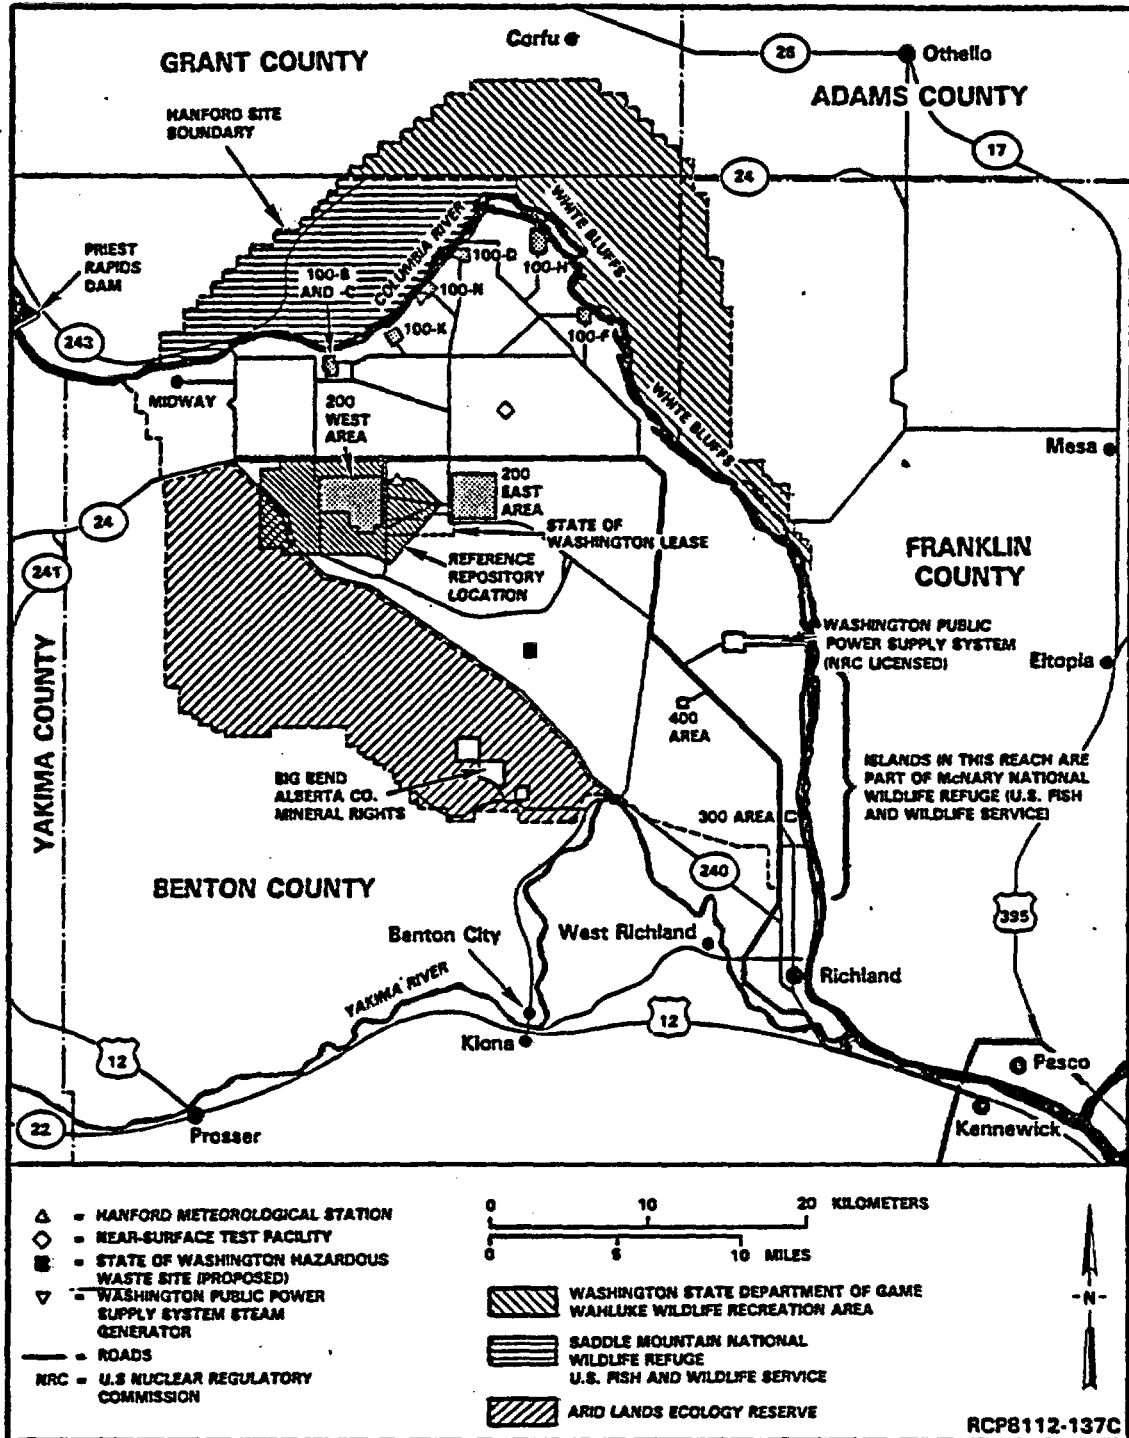 GRANT COUNTY
Corfu
26
Othello
ADAMS COUNTY
HANFORD SITE
BOUNDARY
17
24
PRIEST
RAPIDS
DAM
COLUMBIA RIVER
WHITE BLUFFS
100-D
100-H
100-B
AND -C
100-N
100-K
100-F
243
MIDWAY
200
WEST
AREA
WHITE BLUFFS
Mesa
200
EAST
AREA
24
STATE OF
WASHINGTON LEASE
REFERENCE
REPOSITORY
LOCATION
FRANKLIN
COUNTY
241
WASHINGTON PUBLIC
POWER SUPPLY SYSTEM
(NRC LICENSED)
Eltopia
YAKIMA COUNTY
400
AREA
BIG BEND
ALBERTA CO.
MINERAL RIGHTS
ISLANDS IN THIS REACH ARE
PART OF McNARY NATIONAL
WILDLIFE REFUGE (U.S. FISH
AND WILDLIFE SERVICE)
300 AREA
240
BENTON COUNTY
395
Benton City
West Richland
Richland
YAKIMA RIVER
12
Kiona
12
Pasco
22
Prosser
Kennewick
△ = HANFORD METEOROLOGICAL STATION
◇ = NEAR-SURFACE TEST FACILITY
■ = STATE OF WASHINGTON HAZARDOUS
WASTE SITE (PROPOSED)
▽ = WASHINGTON PUBLIC POWER
SUPPLY SYSTEM STEAM
GENERATOR
= ROADS
NRC = U.S NUCLEAR REGULATORY
COMMISSION
0 10 20 KILOMETERS
0 5 10 MILES
WASHINGTON STATE DEPARTMENT OF GAME
WAHLUKE WILDLIFE RECREATION AREA
SADDLE MOUNTAIN NATIONAL
WILDLIFE REFUGE
U.S. FISH AND WILDLIFE SERVICE
ARID LANDS ECOLOGY RESERVE
-N-
RCP8112-137C